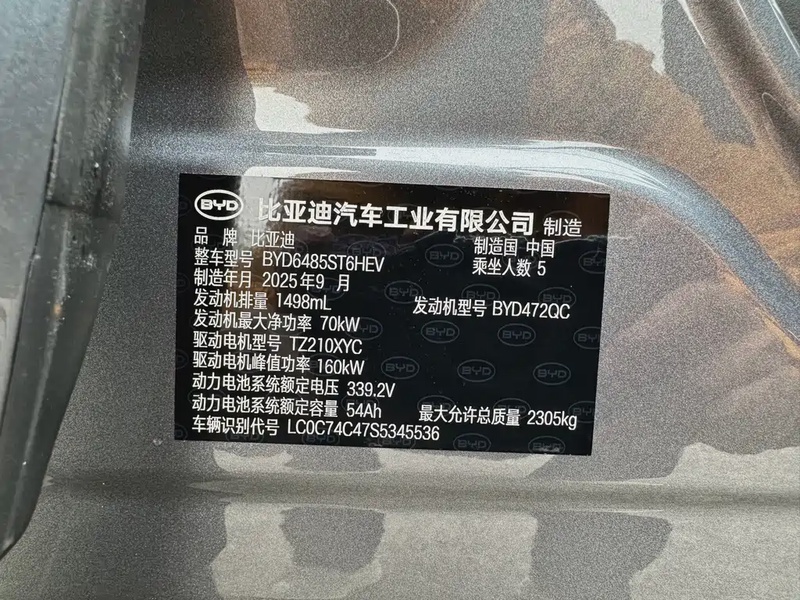 BYD 比亚迪汽车工业有限公司 制造
品 牌 比亚迪 制造国 中国
整车型号 BYD6485ST6HEV 乘坐人数 5
制造年月 2025年9月
发动机排量 1498mL 发动机型号 BYD472QC
发动机最大净功率 70kW
驱动电机型号 TZ210XYC
驱动电机峰值功率 160kW
动力电池系统额定电压 339.2V
动力电池系统额定容量 54Ah 最大允许总质量 2305kg
车辆识别代号 LC0C74C47S5345536